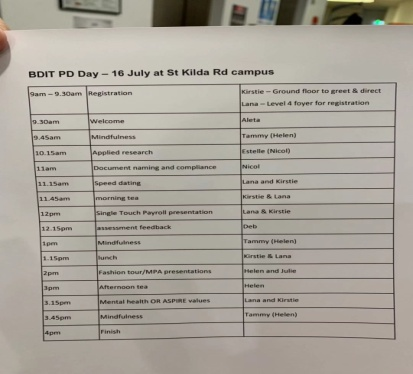 BDIT PD Day – 16 July at St Kilda Rd campus
9am – 9.30am Registration Kirstie – Ground floor to greet & direct
Lana – Level 4 foyer for registration
9.30am Welcome Aleta
9.45am Mindfulness Tammy (Helen)
10.15am Applied research Estelle (Nicol)
11am Document naming and compliance Nicol
11.15am Speed dating Lana and Kirstie
11.45am morning tea Kirstie & Lana
12pm Single Touch Payroll presentation Lana & Kirstie
12.15pm assessment feedback Deb
1pm Mindfulness Tammy (Helen)
1.15pm lunch Kirstie & Lana
2pm Fashion tour/MPA presentations Helen and Julie
3pm Afternoon tea Helen
3.15pm Mental health OR ASPIRE values Lana and Kirstie
3.45pm Mindfulness Tammy (Helen)
4pm Finish